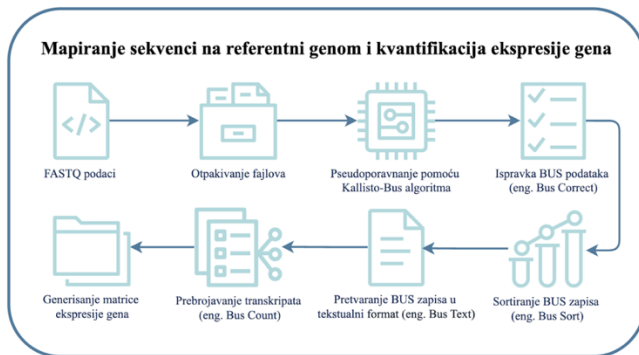 Mapiranje sekvenci na referentni genom i kvantifikacija ekspresije gena
FASTQ podaci
Otpakivanje fajlova
Pseudoporavnanje pomoću
Kallisto-Bus algoritma
Ispravka BUS podataka
(eng. Bus Correct)
Sortiranje BUS zapisa
(eng. Bus Sort)
Pretvaranje BUS zapisa u
tekstualni format (eng. Bus Text)
Prebrojavanje transkripata
(eng. Bus Count)
Generisanje matrice
ekspresije gena